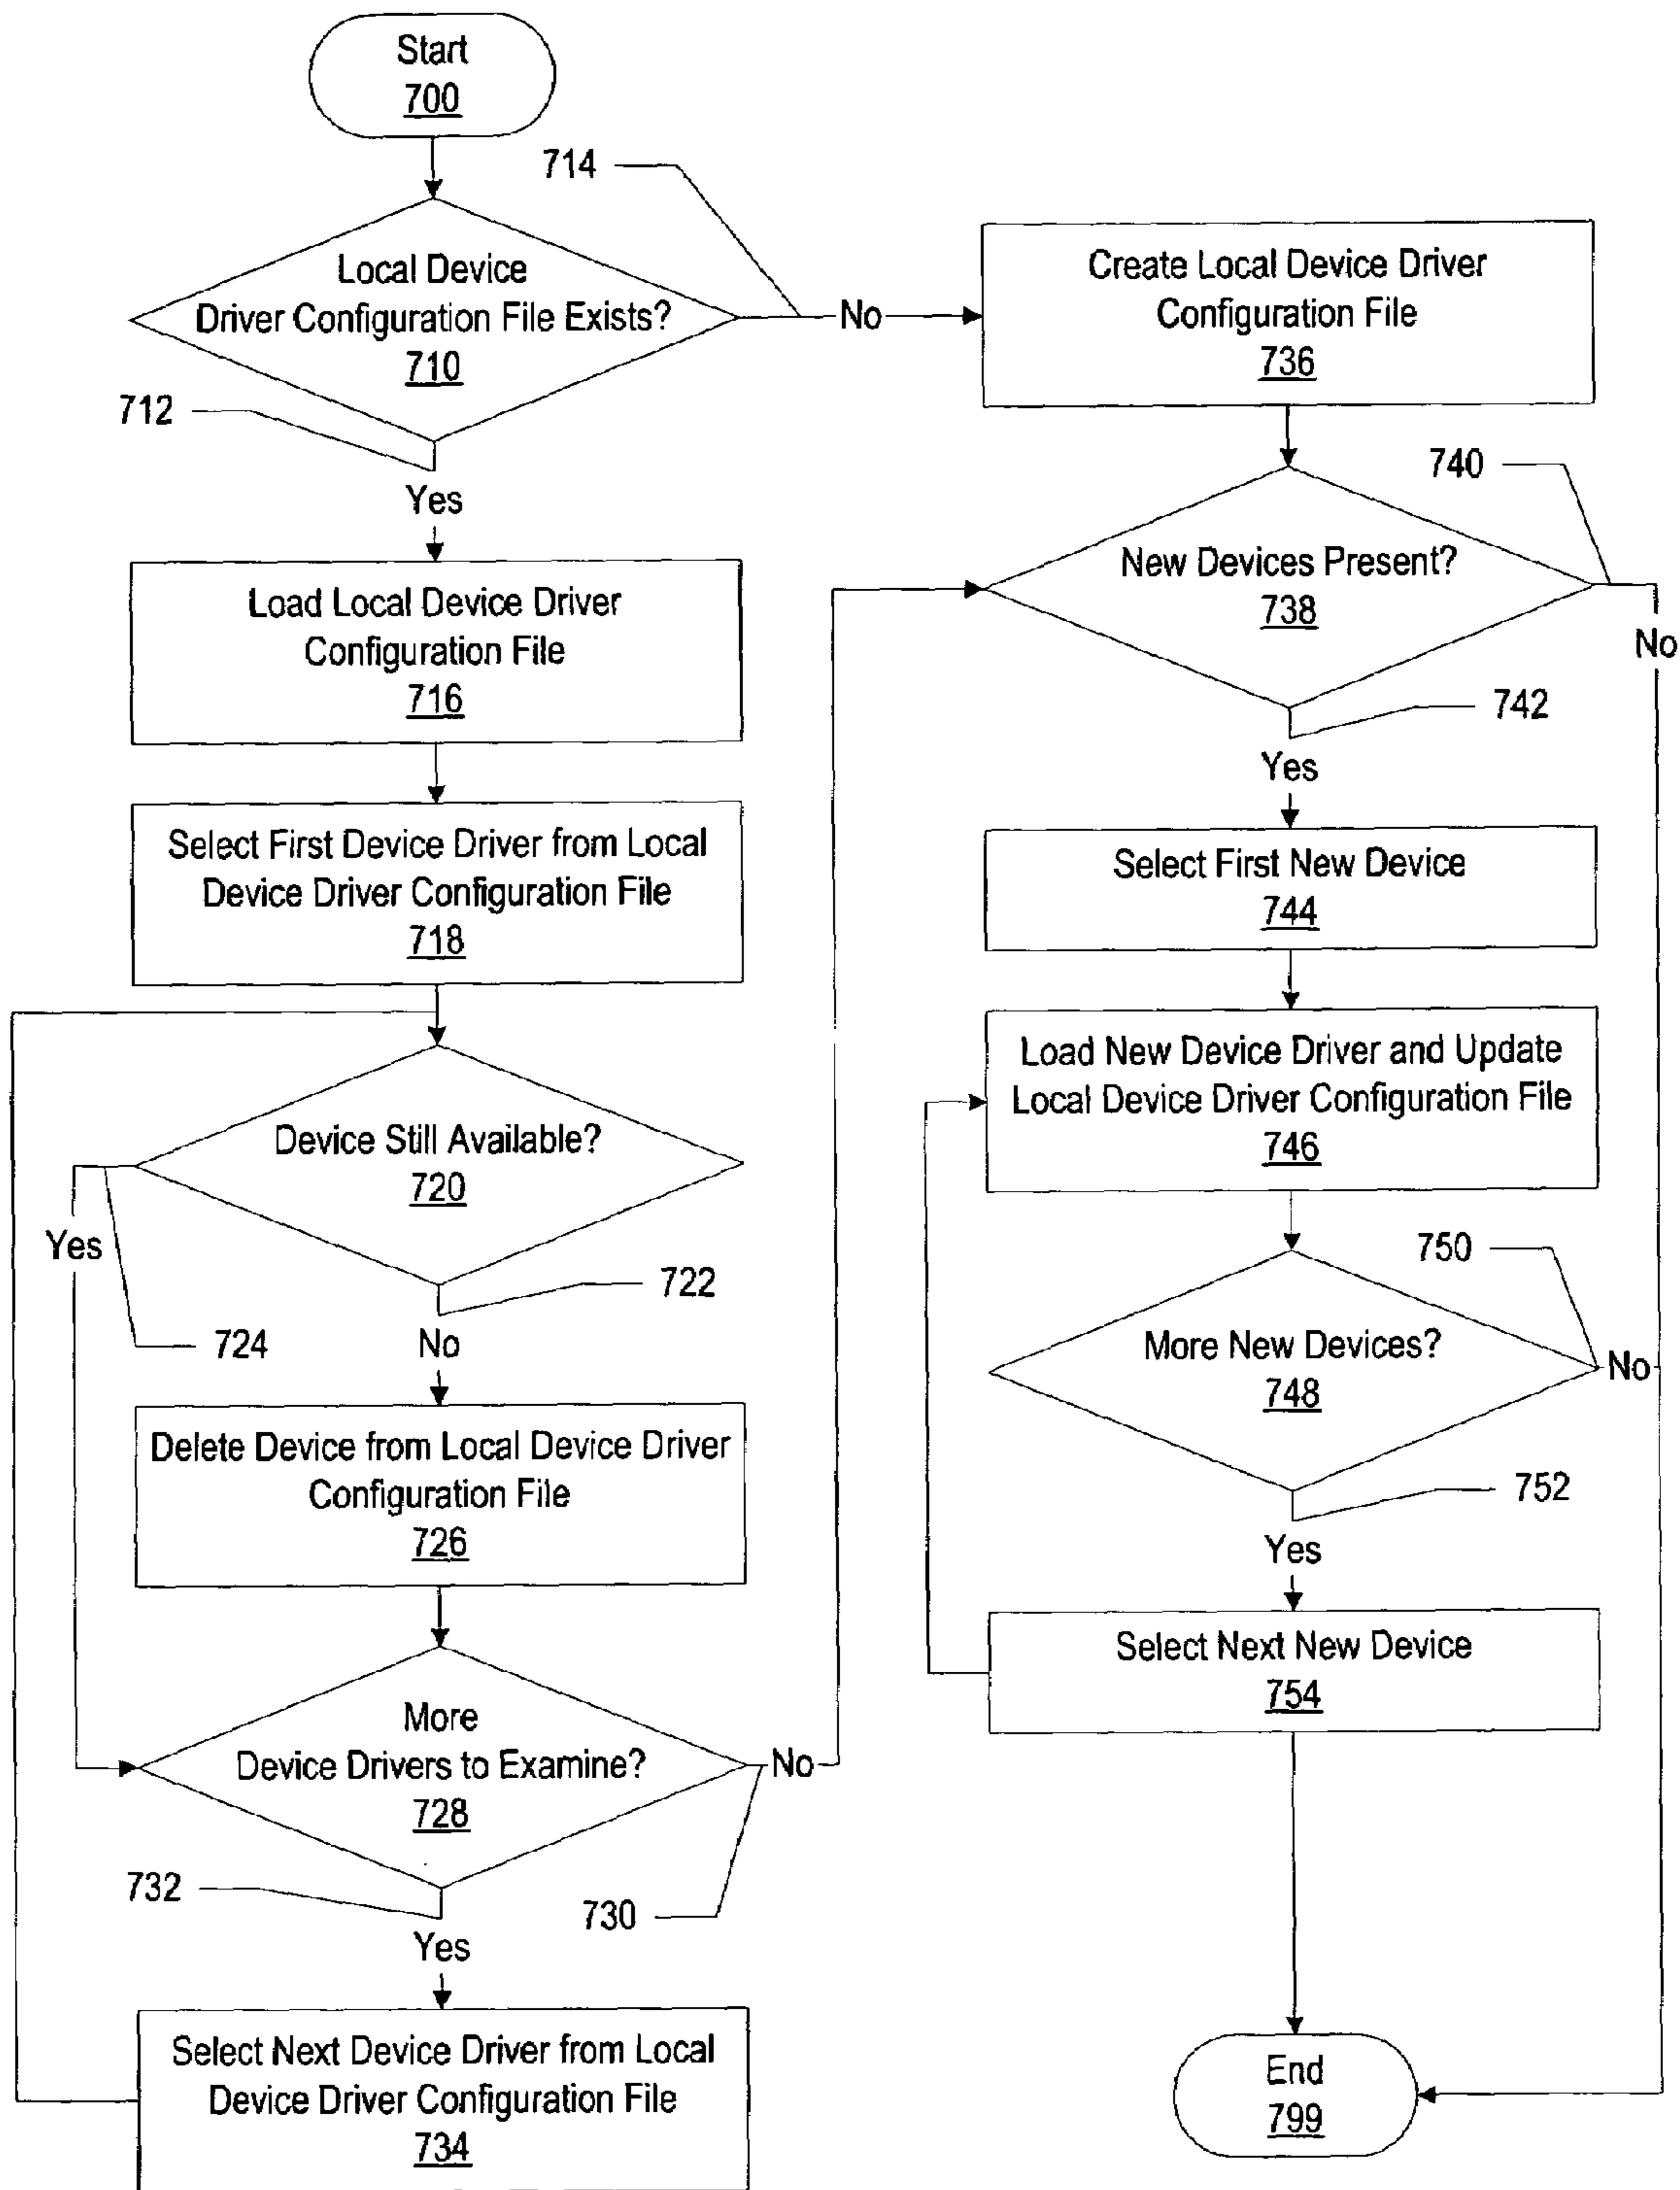 Start
700
714
Local Device
Driver Configuration File Exists?
710
No
712
Yes
Load Local Device Driver
Configuration File
716
Select First Device Driver from Local
Device Driver Configuration File
718
Device Still Available?
720
Yes
722
724
No
Delete Device from Local Device Driver
Configuration File
726
More
Device Drivers to Examine?
728
No
732
730
Yes
Select Next Device Driver from Local
Device Driver Configuration File
734
Create Local Device Driver
Configuration File
736
740
New Devices Present?
738
No
742
Yes
Select First New Device
744
Load New Device Driver and Update
Local Device Driver Configuration File
746
750
More New Devices?
748
No
752
Yes
Select Next New Device
754
End
799